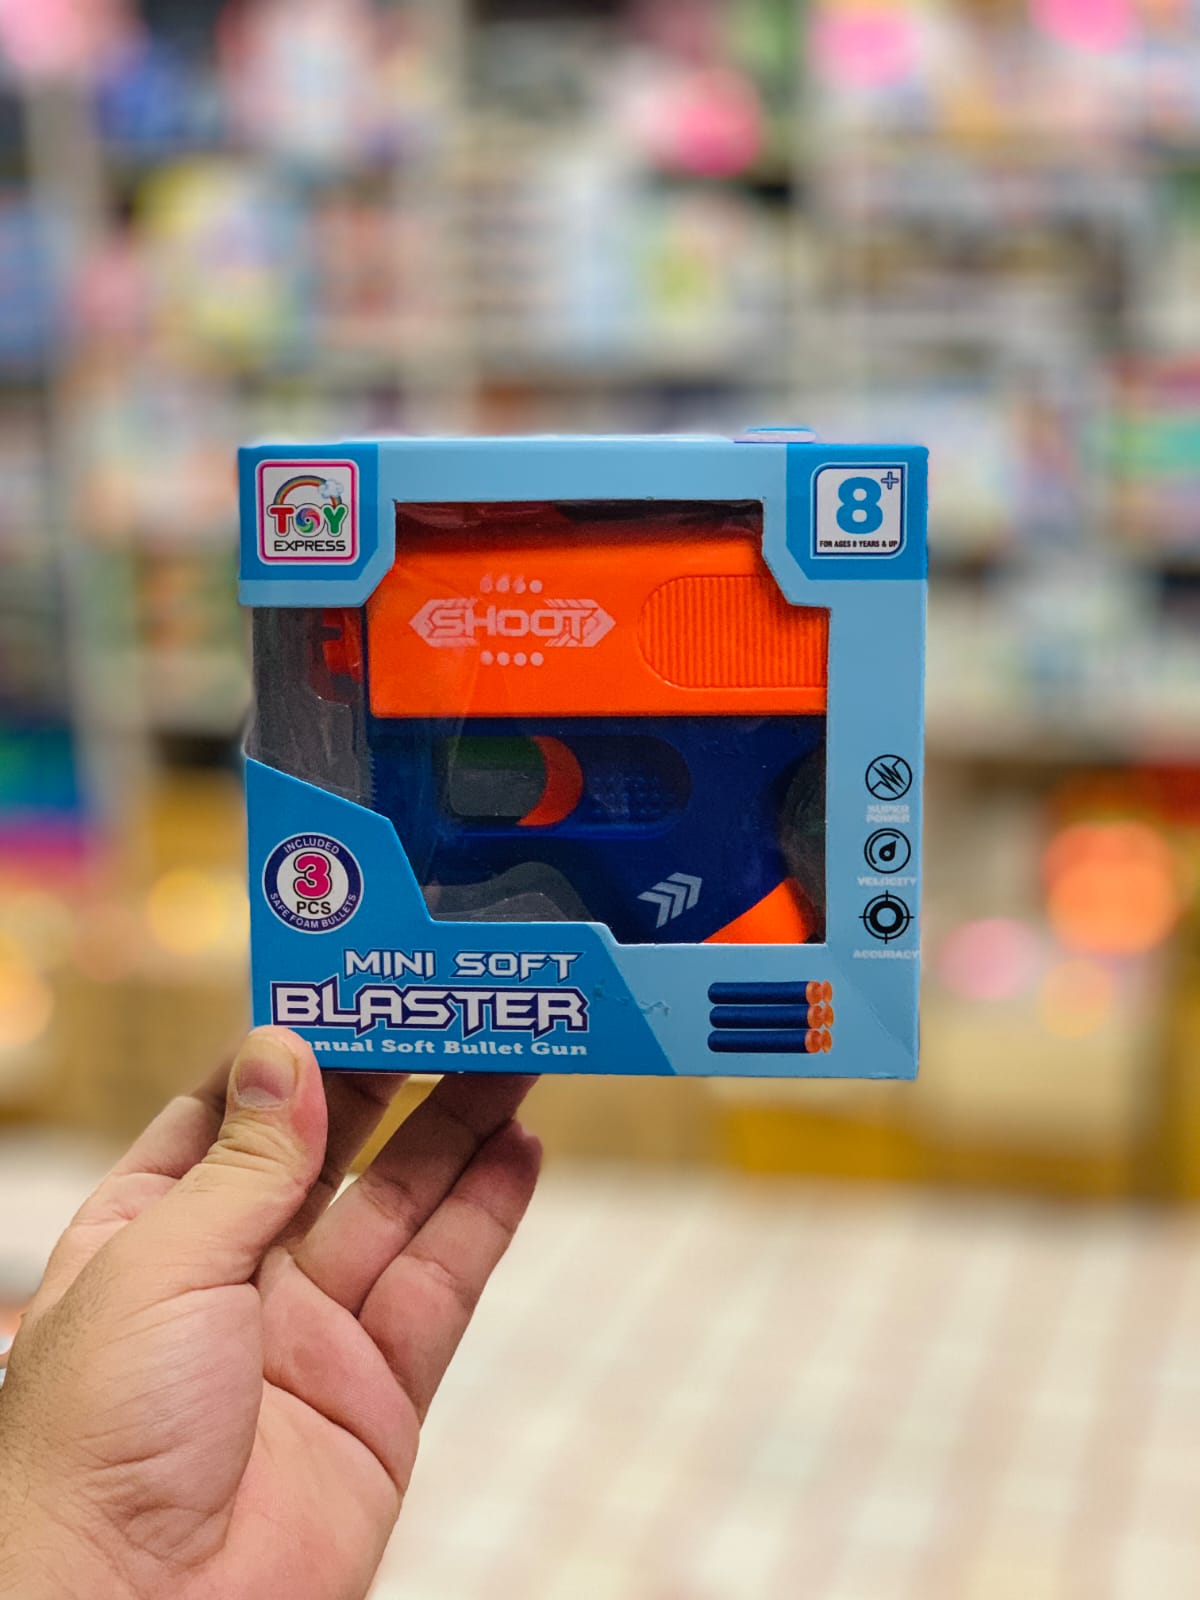 TOY
EXPRESS
8+
FOR AGES 8 YEARS & UP
SHOOT
SUPER
POWER
VELOCITY
ACCURACY
INCLUDED
3
PCS
SAFE FOAM BULLETS
MINI SOFT
BLASTER
Soft Bullet Gun